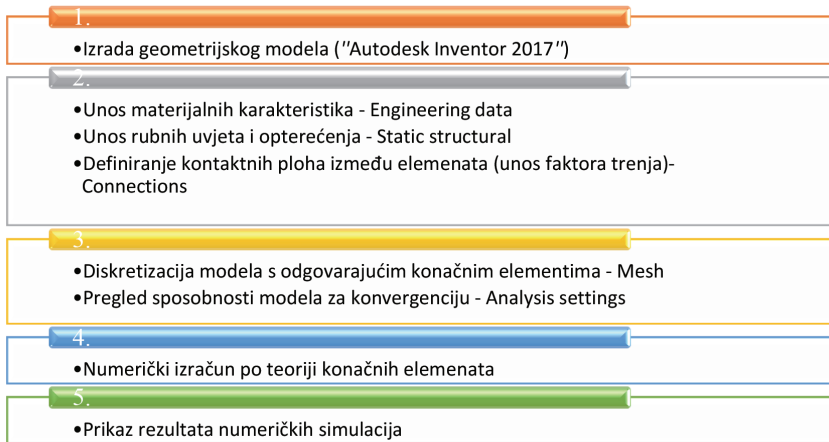 1.
•Izrada geometrijskog modela ("Autodesk Inventor 2017")
2.
•Unos materijalnih karakteristika - Engineering data
•Unos rubnih uvjeta i opterećenja - Static structural
•Definiranje kontaktnih ploha između elemenata (unos faktora trenja)-
Connections
3.
•Diskretizacija modela s odgovarajućim konačnim elementima - Mesh
•Pregled sposobnosti modela za konvergenciju - Analysis settings
4.
•Numerički izračun po teoriji konačnih elemenata
5.
•Prikaz rezultata numeričkih simulacija